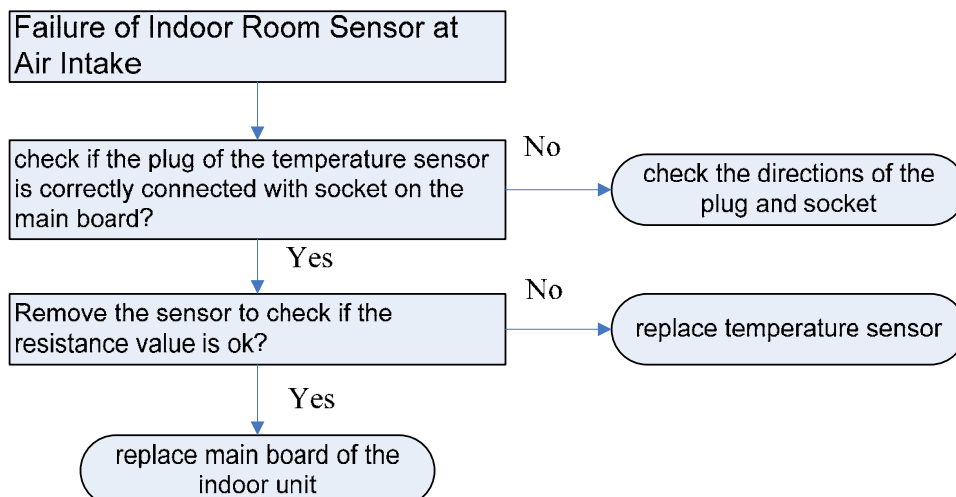 Failure of Indoor Room Sensor at
Air Intake
check if the plug of the temperature sensor
is correctly connected with socket on the
main board?
No
check the directions of the
plug and socket
Yes
Remove the sensor to check if the
resistance value is ok?
No
replace temperature sensor
Yes
replace main board of the
indoor unit